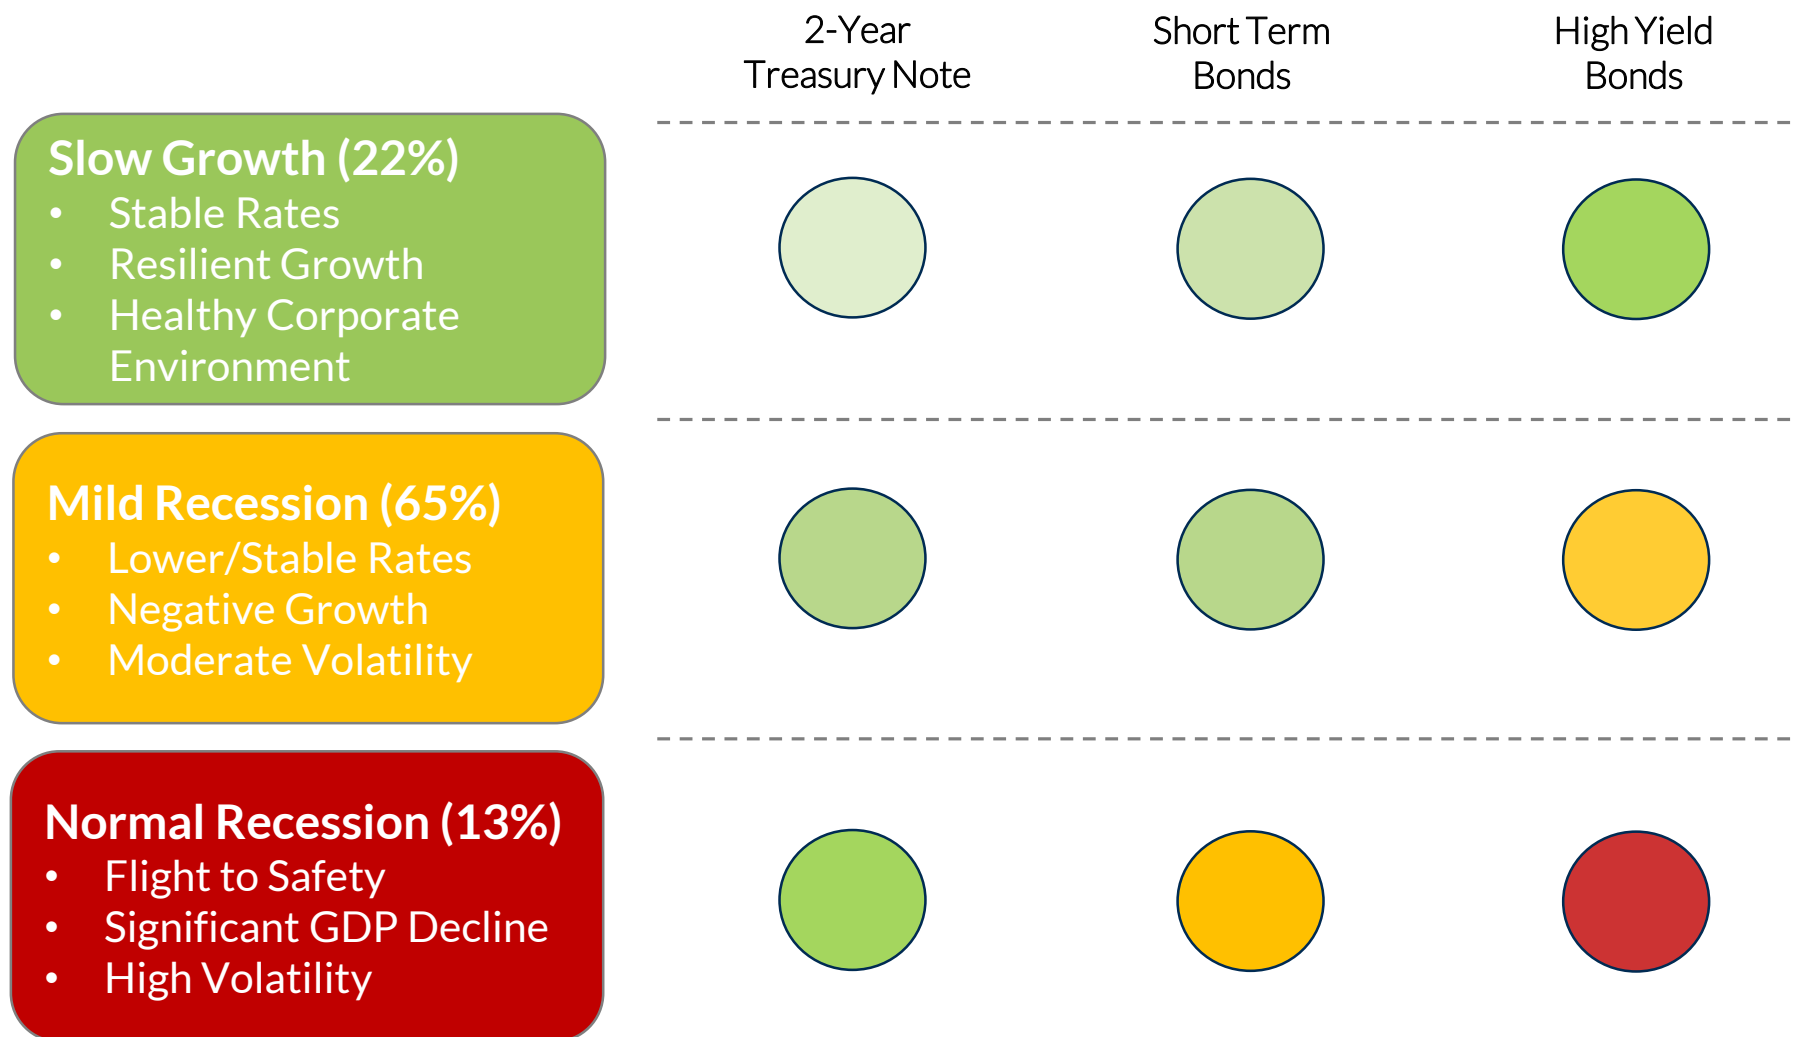 2-Year
Treasury Note
Short Term
Bonds
High Yield
Bonds
Slow Growth (22%)
• Stable Rates
• Resilient Growth
• Healthy Corporate
Environment
Mild Recession (65%)
• Lower/Stable Rates
• Negative Growth
• Moderate Volatility
Normal Recession (13%)
• Flight to Safety
• Significant GDP Decline
• High Volatility